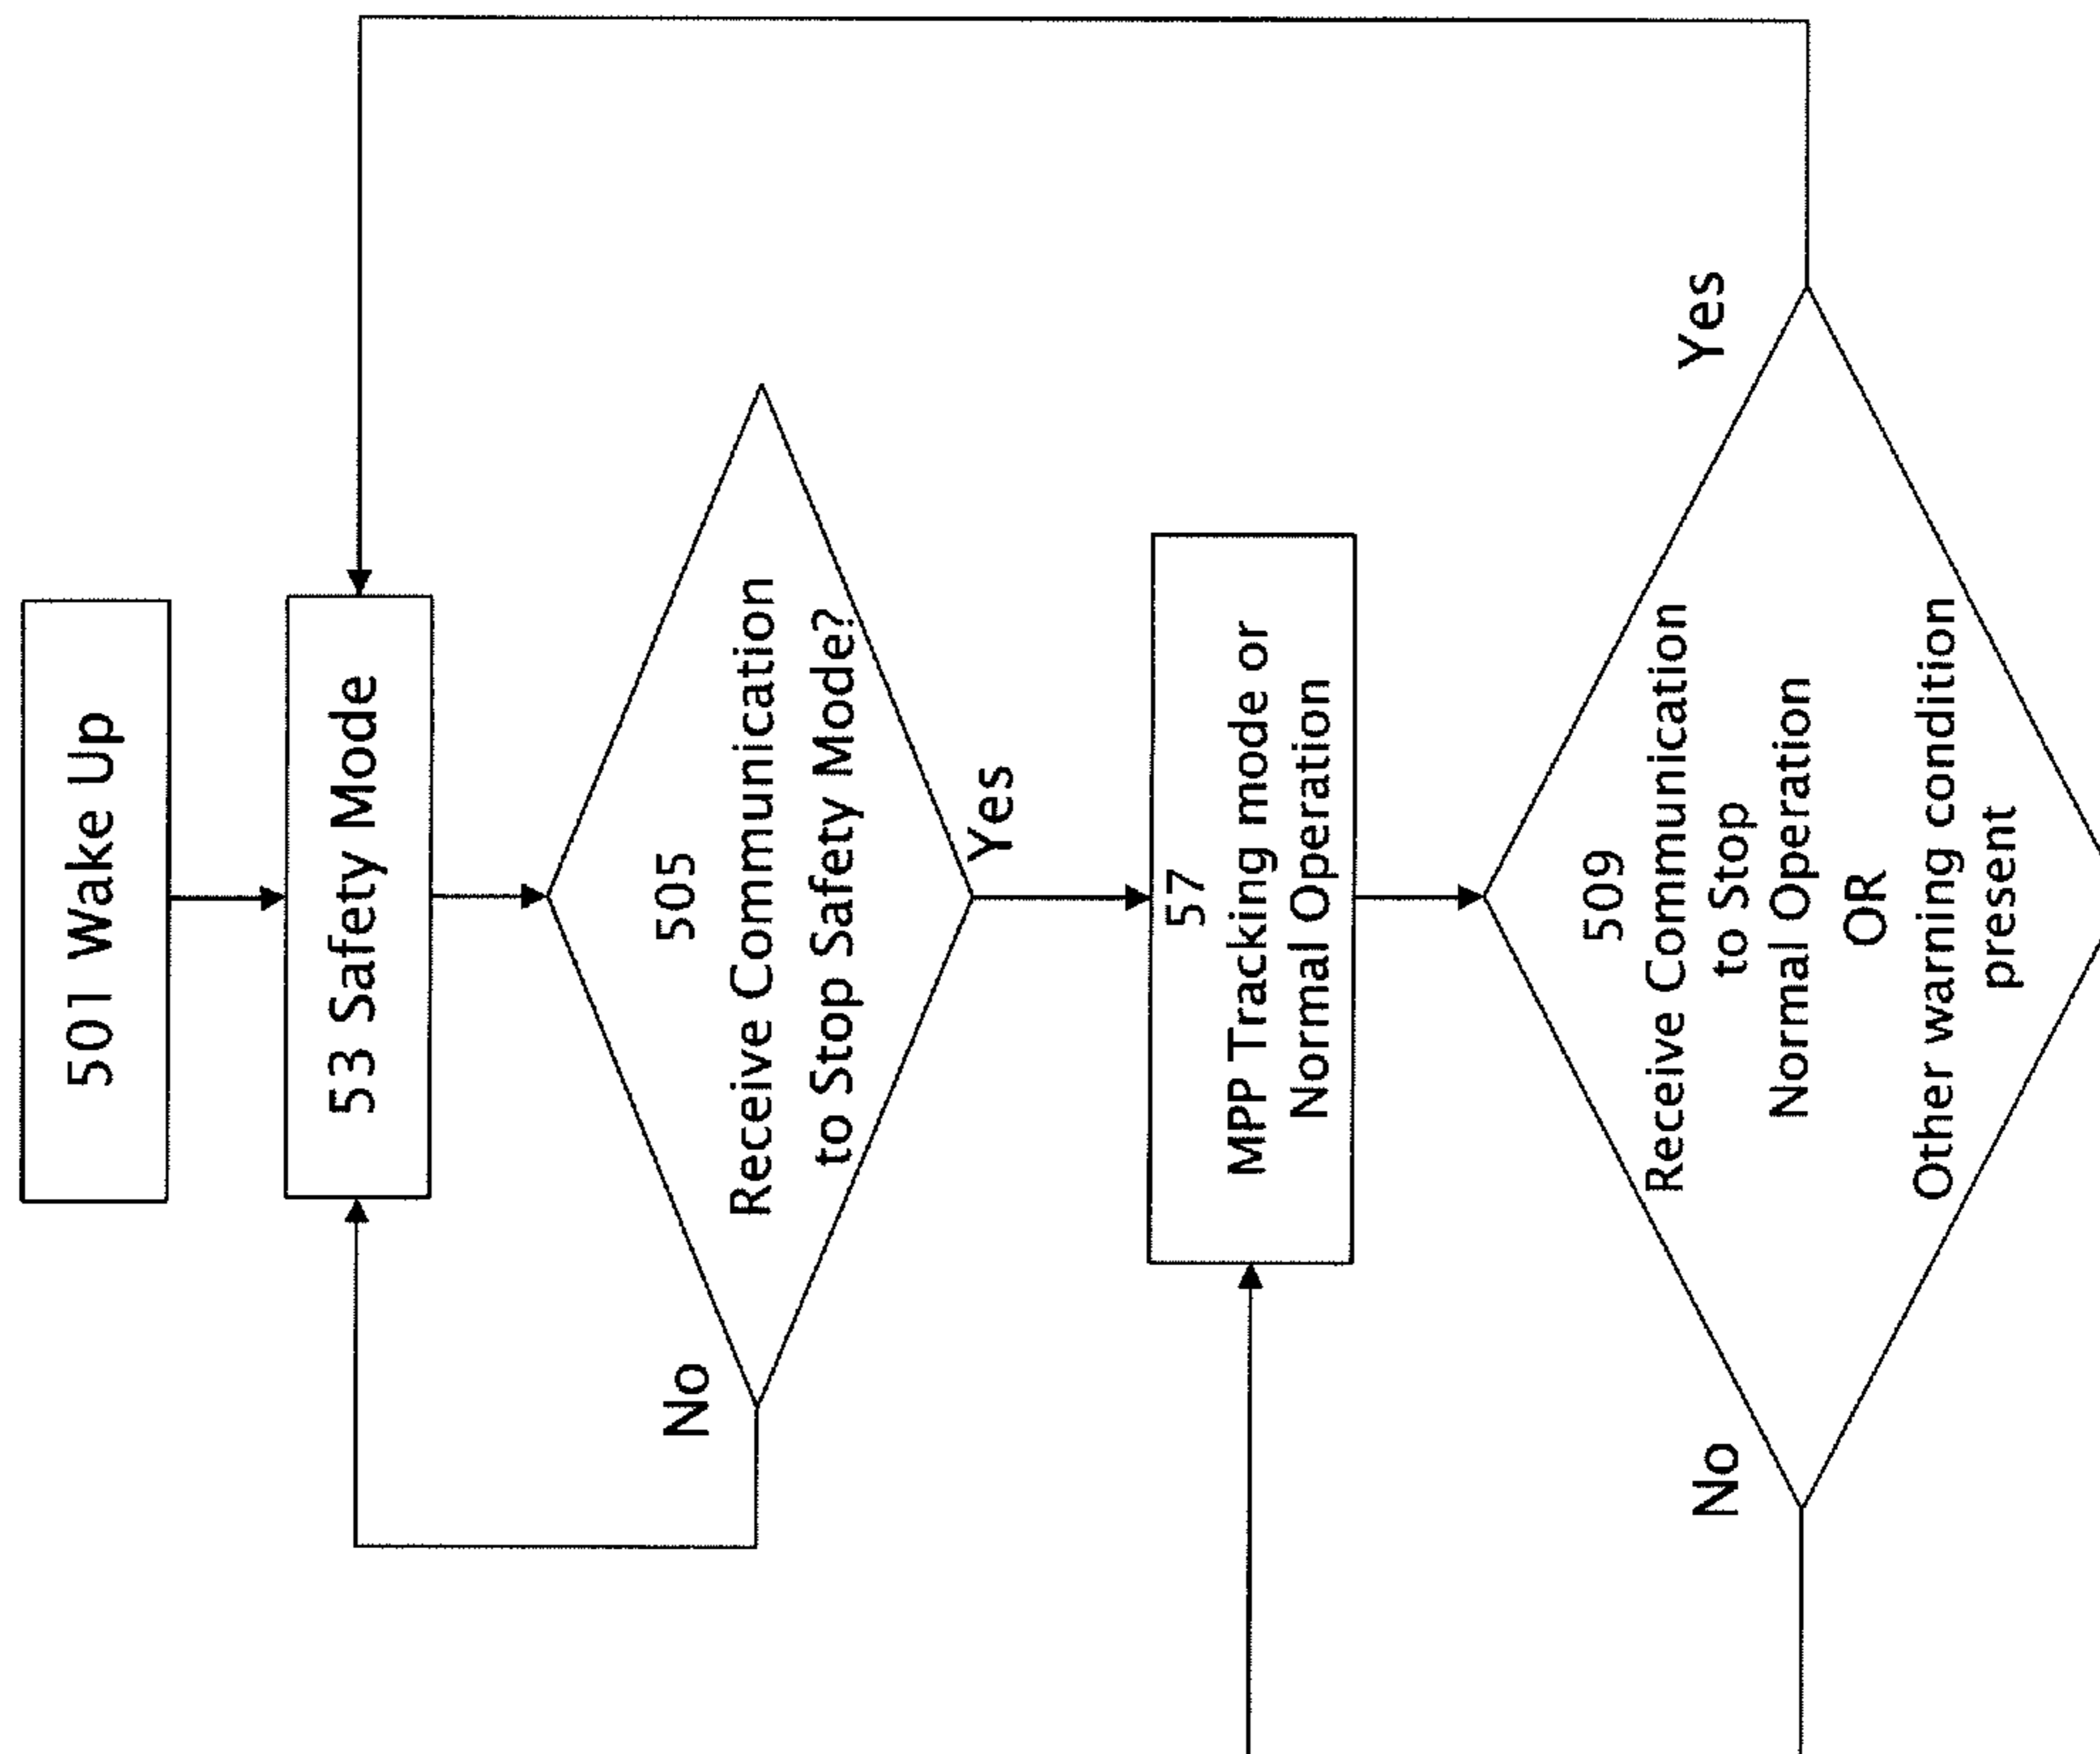 501 Wake Up
53 Safety Mode
505
Receive Communication
to Stop Safety Mode?
No
Yes
57
MPP Tracking mode or
Normal Operation
509
Receive Communication
to Stop
Normal Operation
OR
Other warning condition
present
No
Yes